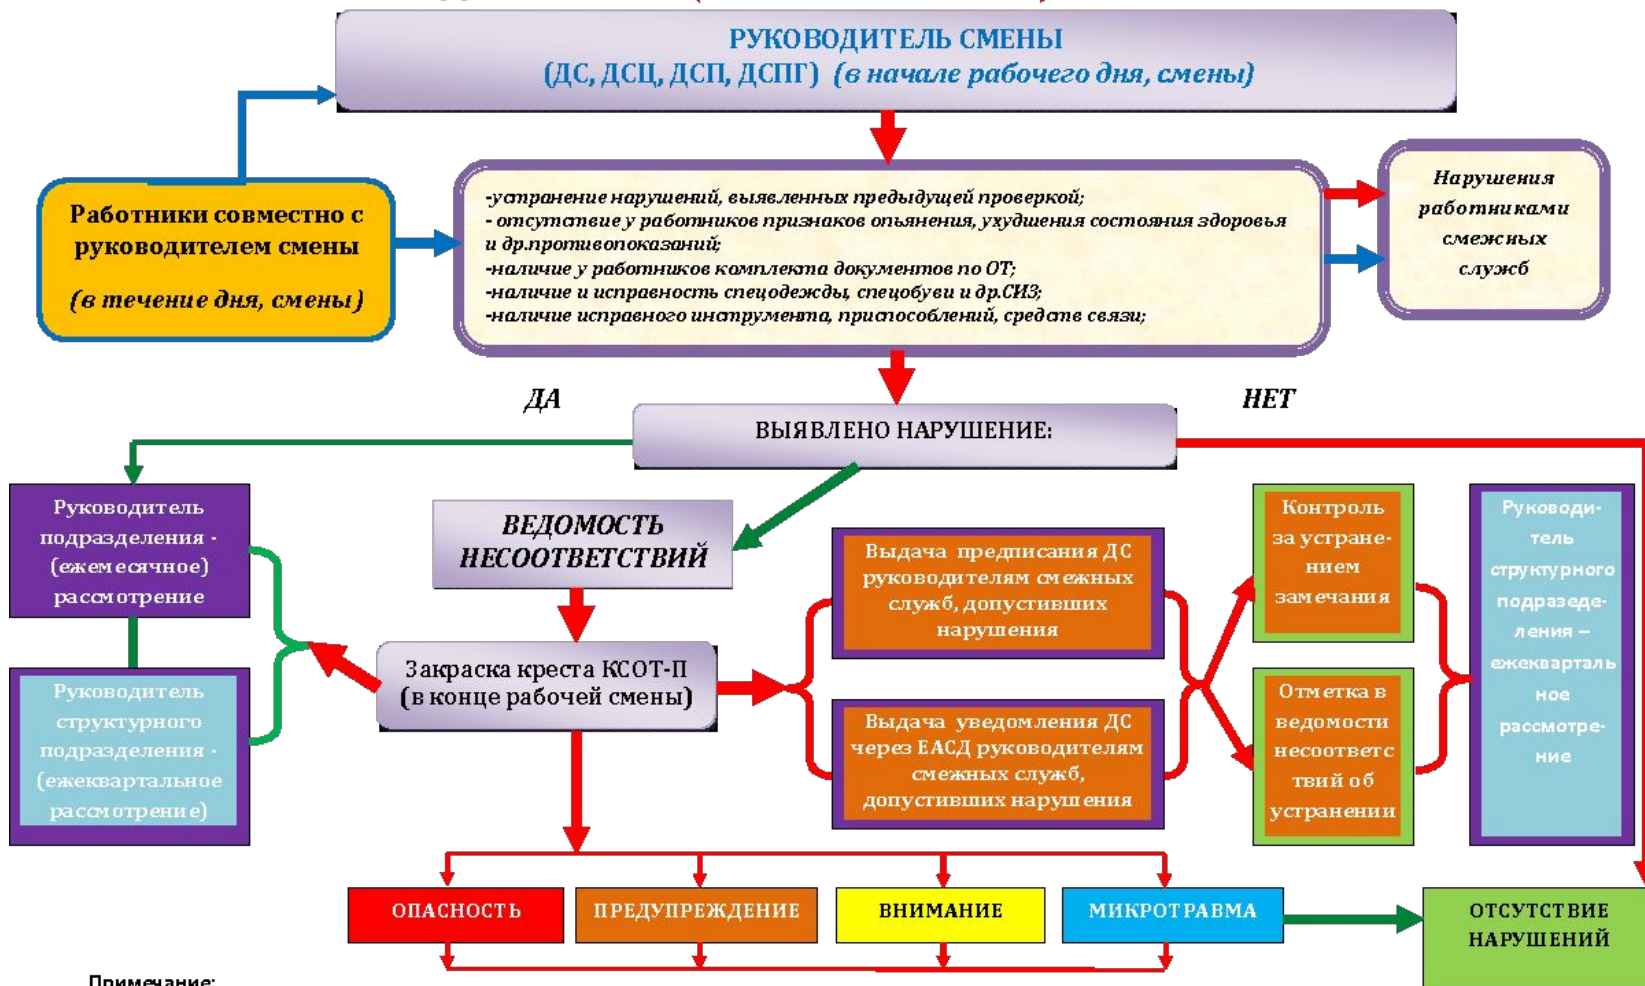 РУКОВОДИТЕЛЬ СМЕНЫ
(ДС, ДСЦ, ДСП, ДСПГ) (в начале рабочего дня, смены)
Работники совместно с
руководителем смены
(в течение дня, смены)
-устранение нарушений, выявленных предыдущей проверкой;
- отсутствие у работников признаков опьянения, ухудшения состояния здоровья
и др.противопоказаний;
-наличие у работников комплекта документов по ОТ;
-наличие и исправность спецодежды, спецобуви и др.СИЗ;
-наличие исправного инструмента, приспособлений, средств связи;
Нарушения
работниками
смежных
служб
ДА
НЕТ
ВЫЯВЛЕНО НАРУШЕНИЕ:
Руководитель
подразделения -
(ежемесячное)
рассмотрение
Руководитель
структурного
подразделения -
(ежеквартальное
рассмотрение)
ВЕДОМОСТЬ
НЕСООТВЕТСТВИЙ
Закраска креста КСОТ-П
(в конце рабочей смены)
Выдача предписания ДС
руководителям смежных
служб, допустивших
нарушения
Выдача уведомления ДС
через ЕАСД руководителям
смежных служб,
допустивших нарушения
Контроль
за устране-
нием
замечания
Отметка в
ведомости
несоответс
твий об
устранении
Руководи-
тель
структурного
подразеде-
ления –
ежекварталь
ное
рассмотре-
ние
ОПАСНОСТЬ
ПРЕДУПРЕЖДЕНИЕ
ВНИМАНИЕ
МИКРОТРАВМА
ОТСУТСТВИЕ
НАРУШЕНИЙ
Примечание: